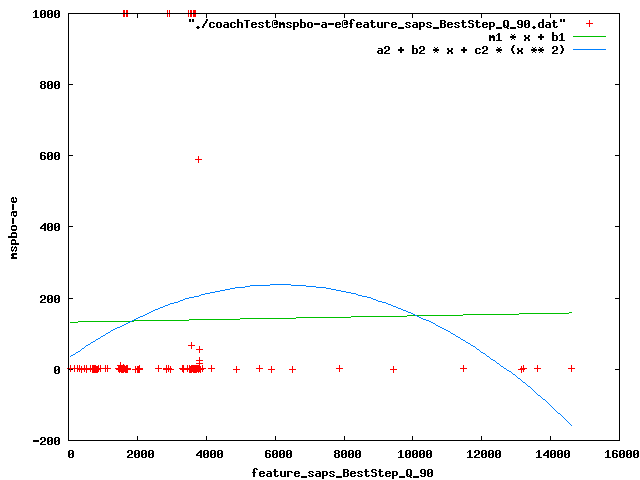 "./coachTest@mspbo-a-e@feature_saps_BestStep_Q_90.dat"
m1 * x + b1
a2 + b2 * x + c2 * (x ** 2)
1000
800
600
400
200
0
-200
mspbo-a-e
0 2000 4000 6000 8000 10000 12000 14000 16000
feature_saps_BestStep_Q_90